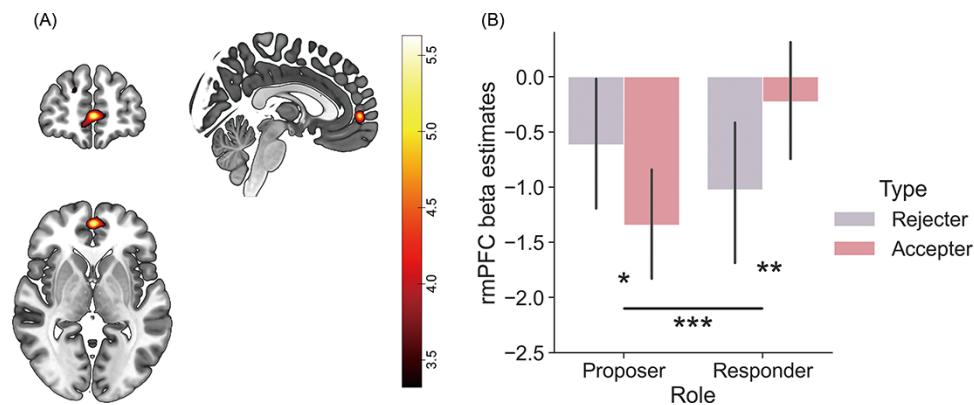 (A)
5.5
5.0
4.5
4.0
3.5
(B)
rmPFC beta estimates
0.0
−0.5
−1.0
−1.5
−2.0
−2.5
*
**
***
Proposer
Responder
Role
Type
Rejecter
Accepter